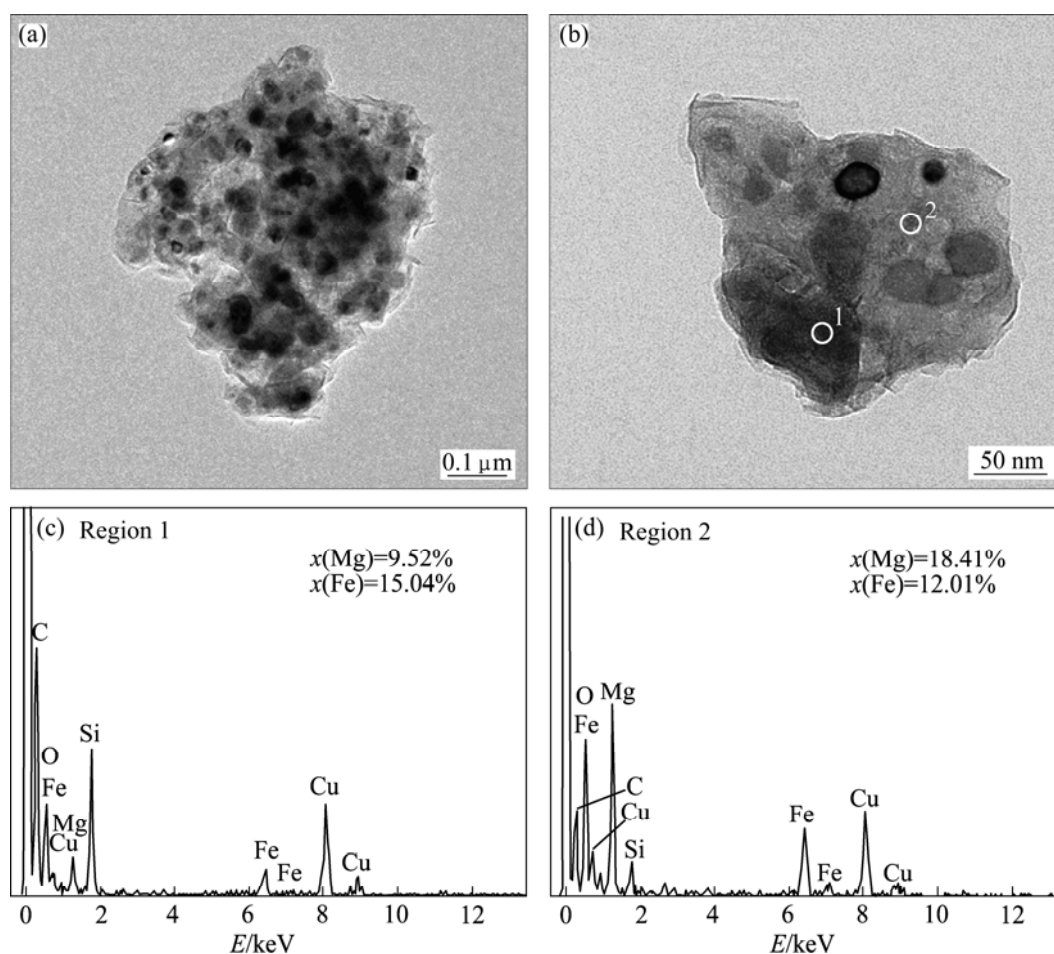 (a)
0.1 μm
(b)
2
1
50 nm
(c) Region 1
x(Mg)=9.52%
x(Fe)=15.04%
C
O
Fe
Mg
Cu
Si
Fe
Fe
Cu
Cu
0 2 4 6 8 10 12
E/keV
(d) Region 2
x(Mg)=18.41%
x(Fe)=12.01%
O
Fe
Mg
C
Cu
Si
Fe
Fe
Cu
Cu
0 2 4 6 8 10 12
E/keV